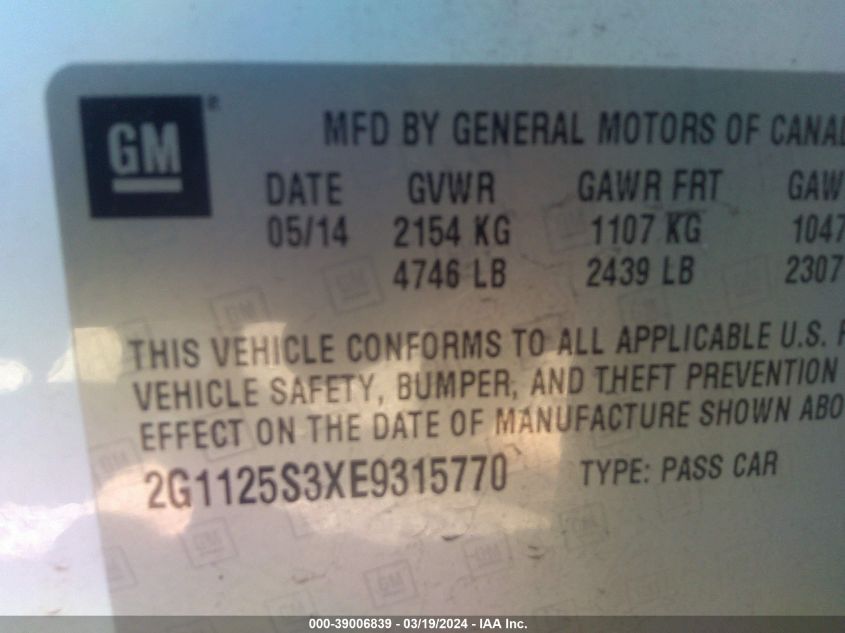 GM ®
MFD BY GENERAL MOTORS OF CANA
DATE GVWR GAWR FRT GAW
05/14 2154 KG 1107 KG 1047
4746 LB 2439 LB 2307
THIS VEHICLE CONFORMS TO ALL APPLICABLE U.S.
VEHICLE SAFETY, BUMPER, AND THEFT PREVENTION
EFFECT ON THE DATE OF MANUFACTURE SHOWN ABO
2G1125S3XE9315770 TYPE: PASS CAR
000-39006839 - 03/19/2024 - IAA Inc.